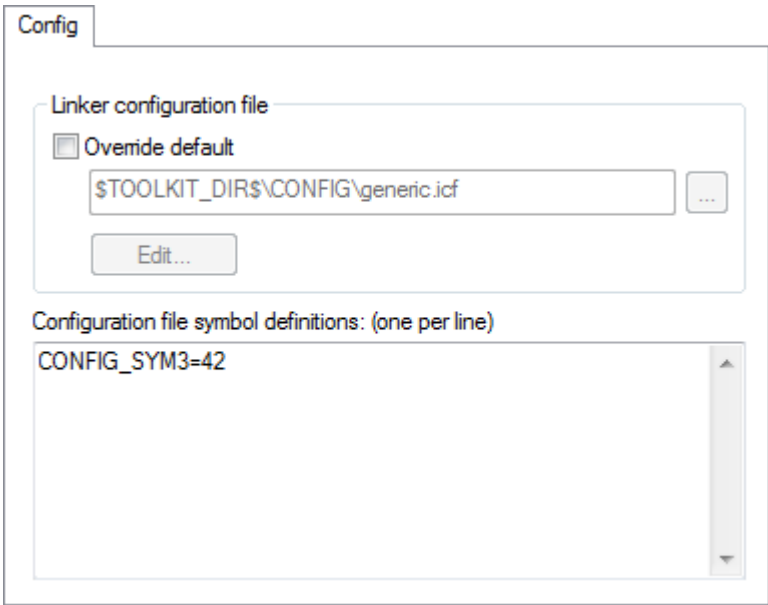 Config
Linker configuration file
Override default
$TOOLKIT_DIR$\CONFIG\generic.icf
...
Edit...
Configuration file symbol definitions: (one per line)
CONFIG_SYM3=42